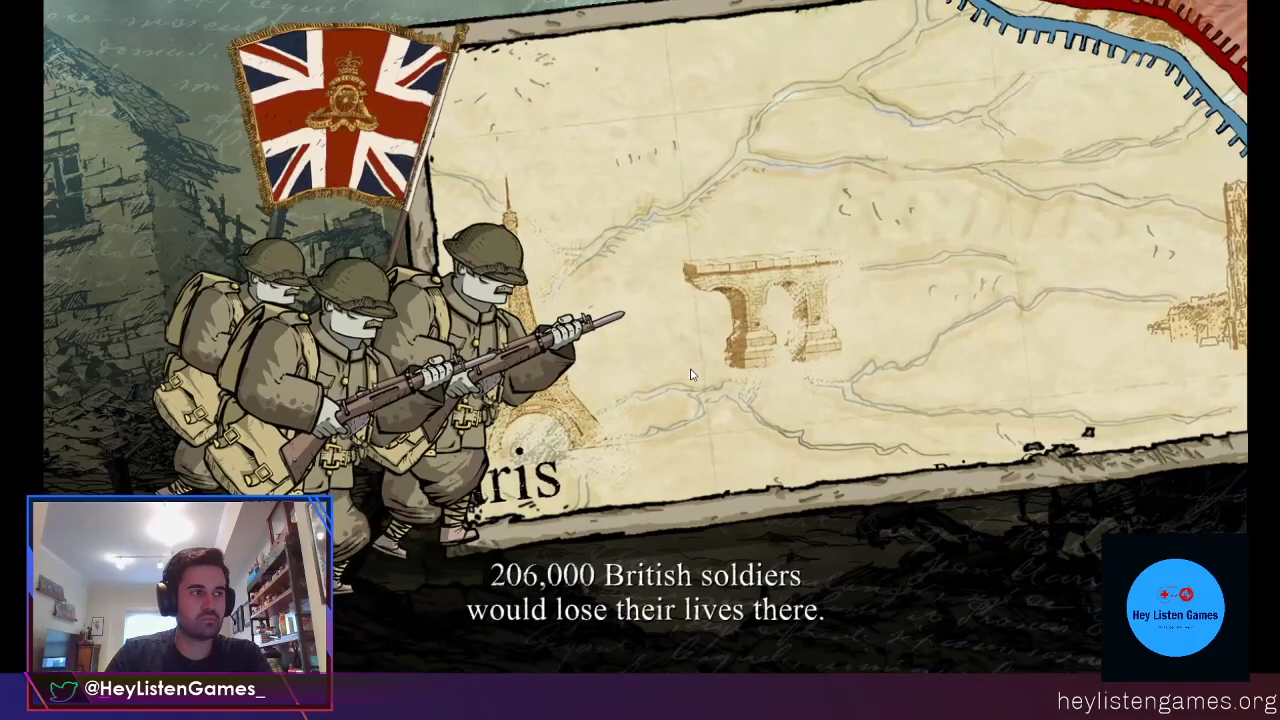 ris
206,000 British soldiers
would lose their lives there.
Hey Listen Games
@HeyListenGames_
heylistengames.org